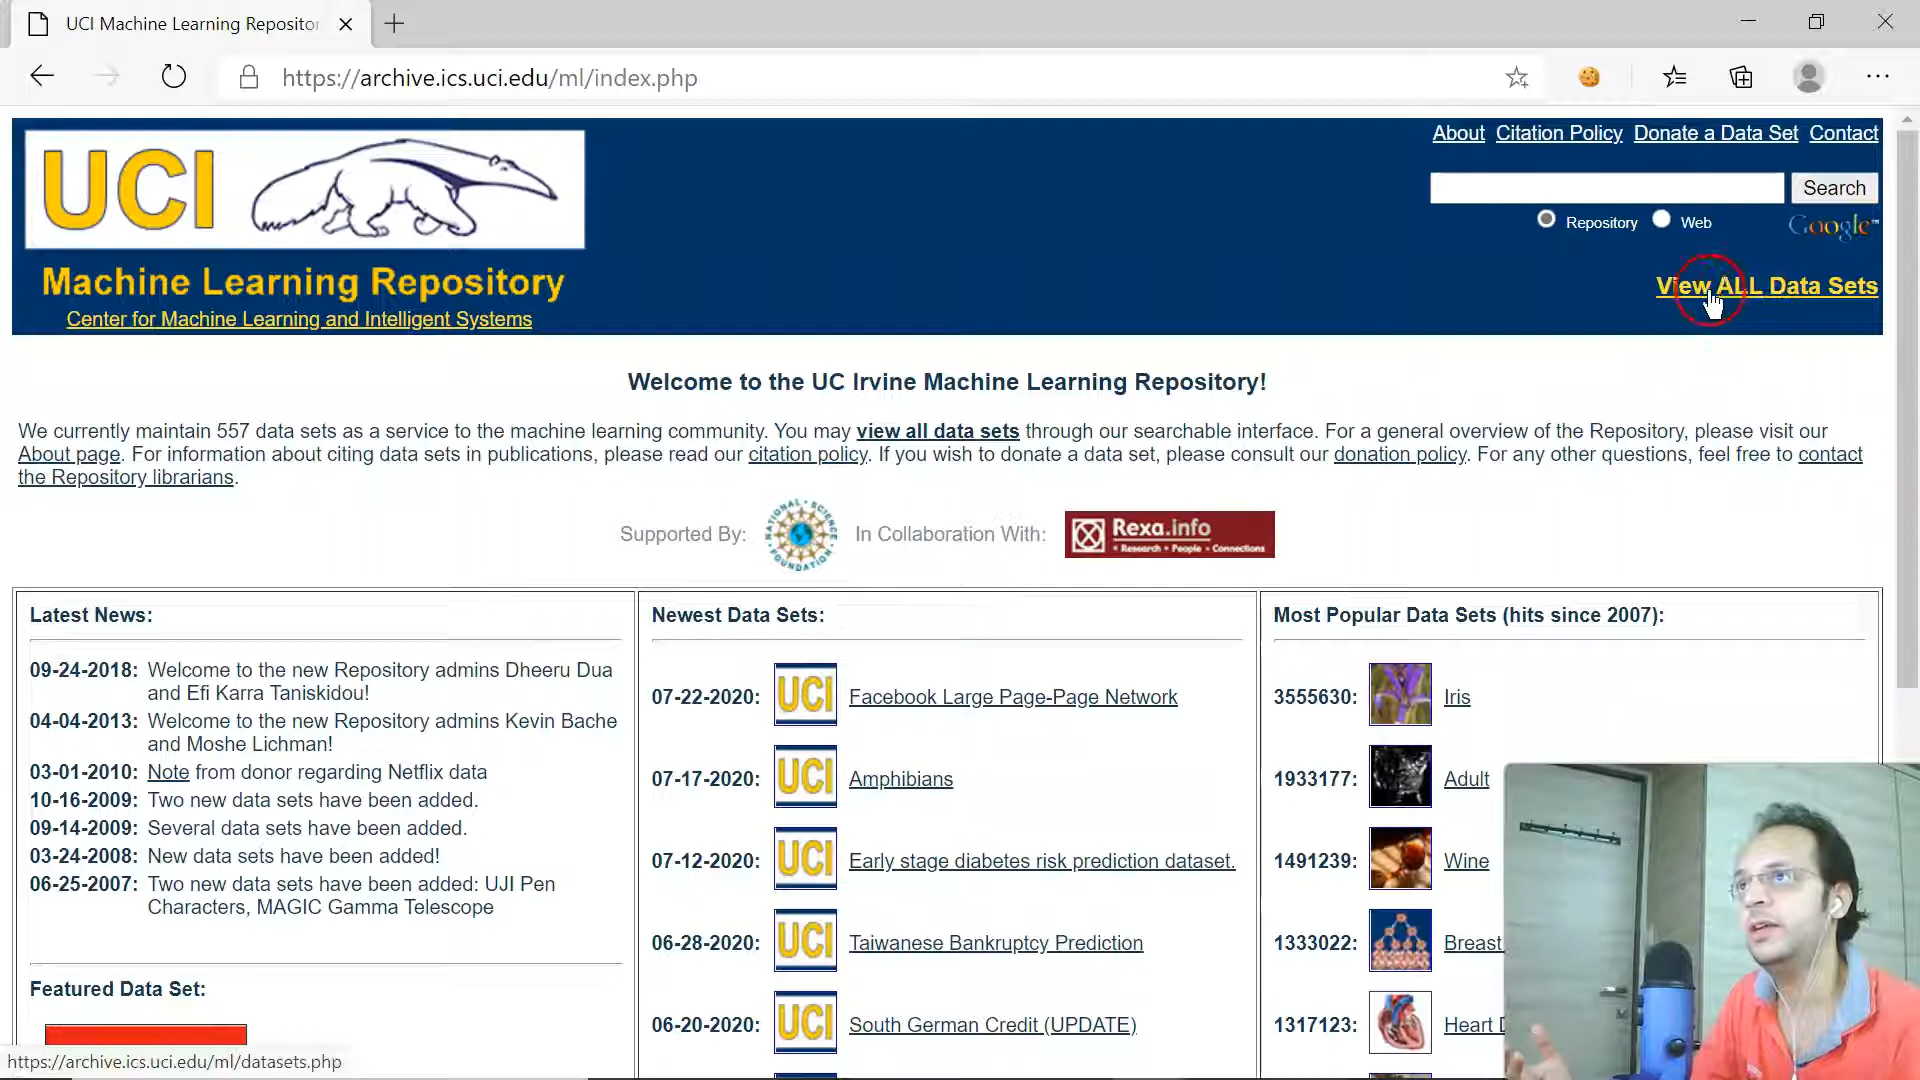 UCI Machine Learning Repositor
https://archive.ics.uci.edu/ml/index.php
UCI
About Citation Policy Donate a Data Set Contact
Search
Repository Web Google™
Machine Learning Repository
View ALL Data Sets
Center for Machine Learning and Intelligent Systems
Welcome to the UC Irvine Machine Learning Repository!
We currently maintain 557 data sets as a service to the machine learning community. You may view all data sets through our searchable interface. For a general overview of the Repository, please visit our
About page. For information about citing data sets in publications, please read our citation policy. If you wish to donate a data set, please consult our donation policy. For any other questions, feel free to contact
the Repository librarians.
Supported By: NATIONAL SCIENCE FOUNDATION In Collaboration With: Rexa.info
Research • People • Connections
Latest News:
09-24-2018: Welcome to the new Repository admins Dheeru Dua
and Efi Karra Taniskidou!
04-04-2013: Welcome to the new Repository admins Kevin Bache
and Moshe Lichman!
03-01-2010: Note from donor regarding Netflix data
10-16-2009: Two new data sets have been added.
09-14-2009: Several data sets have been added.
03-24-2008: New data sets have been added!
06-25-2007: Two new data sets have been added: UJI Pen
Characters, MAGIC Gamma Telescope
Featured Data Set:
Newest Data Sets:
07-22-2020: UCI Facebook Large Page-Page Network
07-17-2020: UCI Amphibians
07-12-2020: UCI Early stage diabetes risk prediction dataset.
06-28-2020: UCI Taiwanese Bankruptcy Prediction
06-20-2020: UCI South German Credit (UPDATE)
Most Popular Data Sets (hits since 2007):
3555630: Iris
1933177: Adult
1491239: Wine
1333022: Breast
1317123: Heart D
https://archive.ics.uci.edu/ml/datasets.php